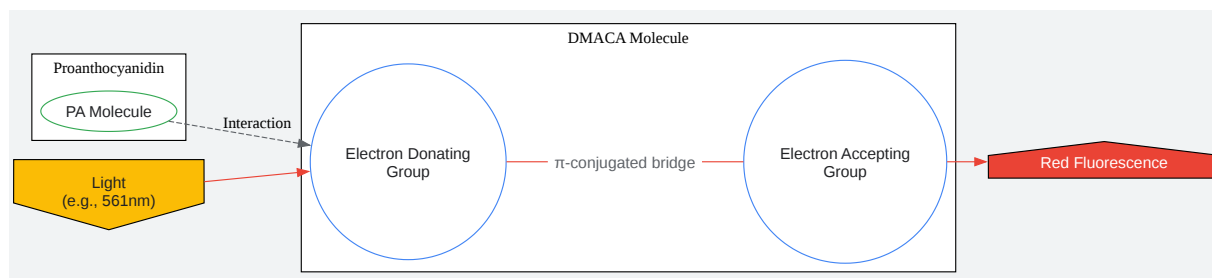 DMACA Molecule
Proanthocyanidin
PA Molecule
Interaction
Light
(e.g., 561nm)
Electron Donating
Group
π-conjugated bridge
Electron Accepting
Group
Red Fluorescence